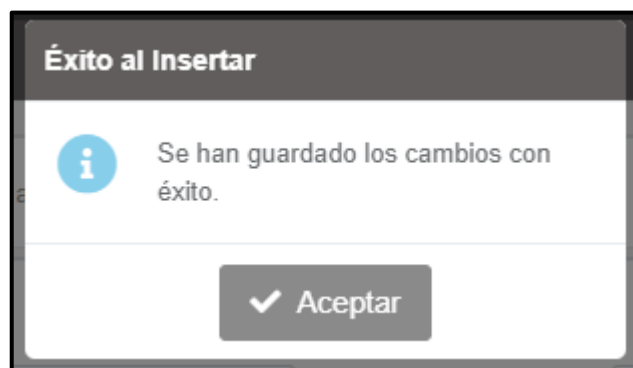 Éxito al Insertar
Se han guardado los cambios con
éxito.
Aceptar